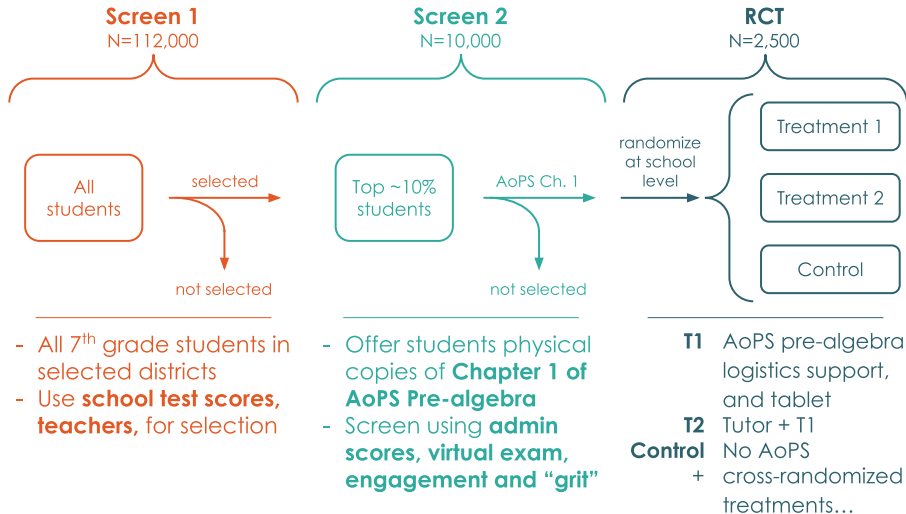 Screen 1
N=112,000
All
students
selected
not selected
- All 7th grade students in
selected districts
- Use school test scores,
teachers, for selection
Screen 2
N=10,000
Top ~10%
students
AoPS Ch. 1
not selected
- Offer students physical
copies of Chapter 1 of
AoPS Pre-algebra
- Screen using admin
scores, virtual exam,
engagement and “grit”
RCT
N=2,500
randomize
at school
level
Treatment 1
Treatment 2
Control
T1 AoPS pre-algebra
logistics support,
and tablet
T2 Tutor + T1
Control No AoPS
+ cross-randomized
treatments…